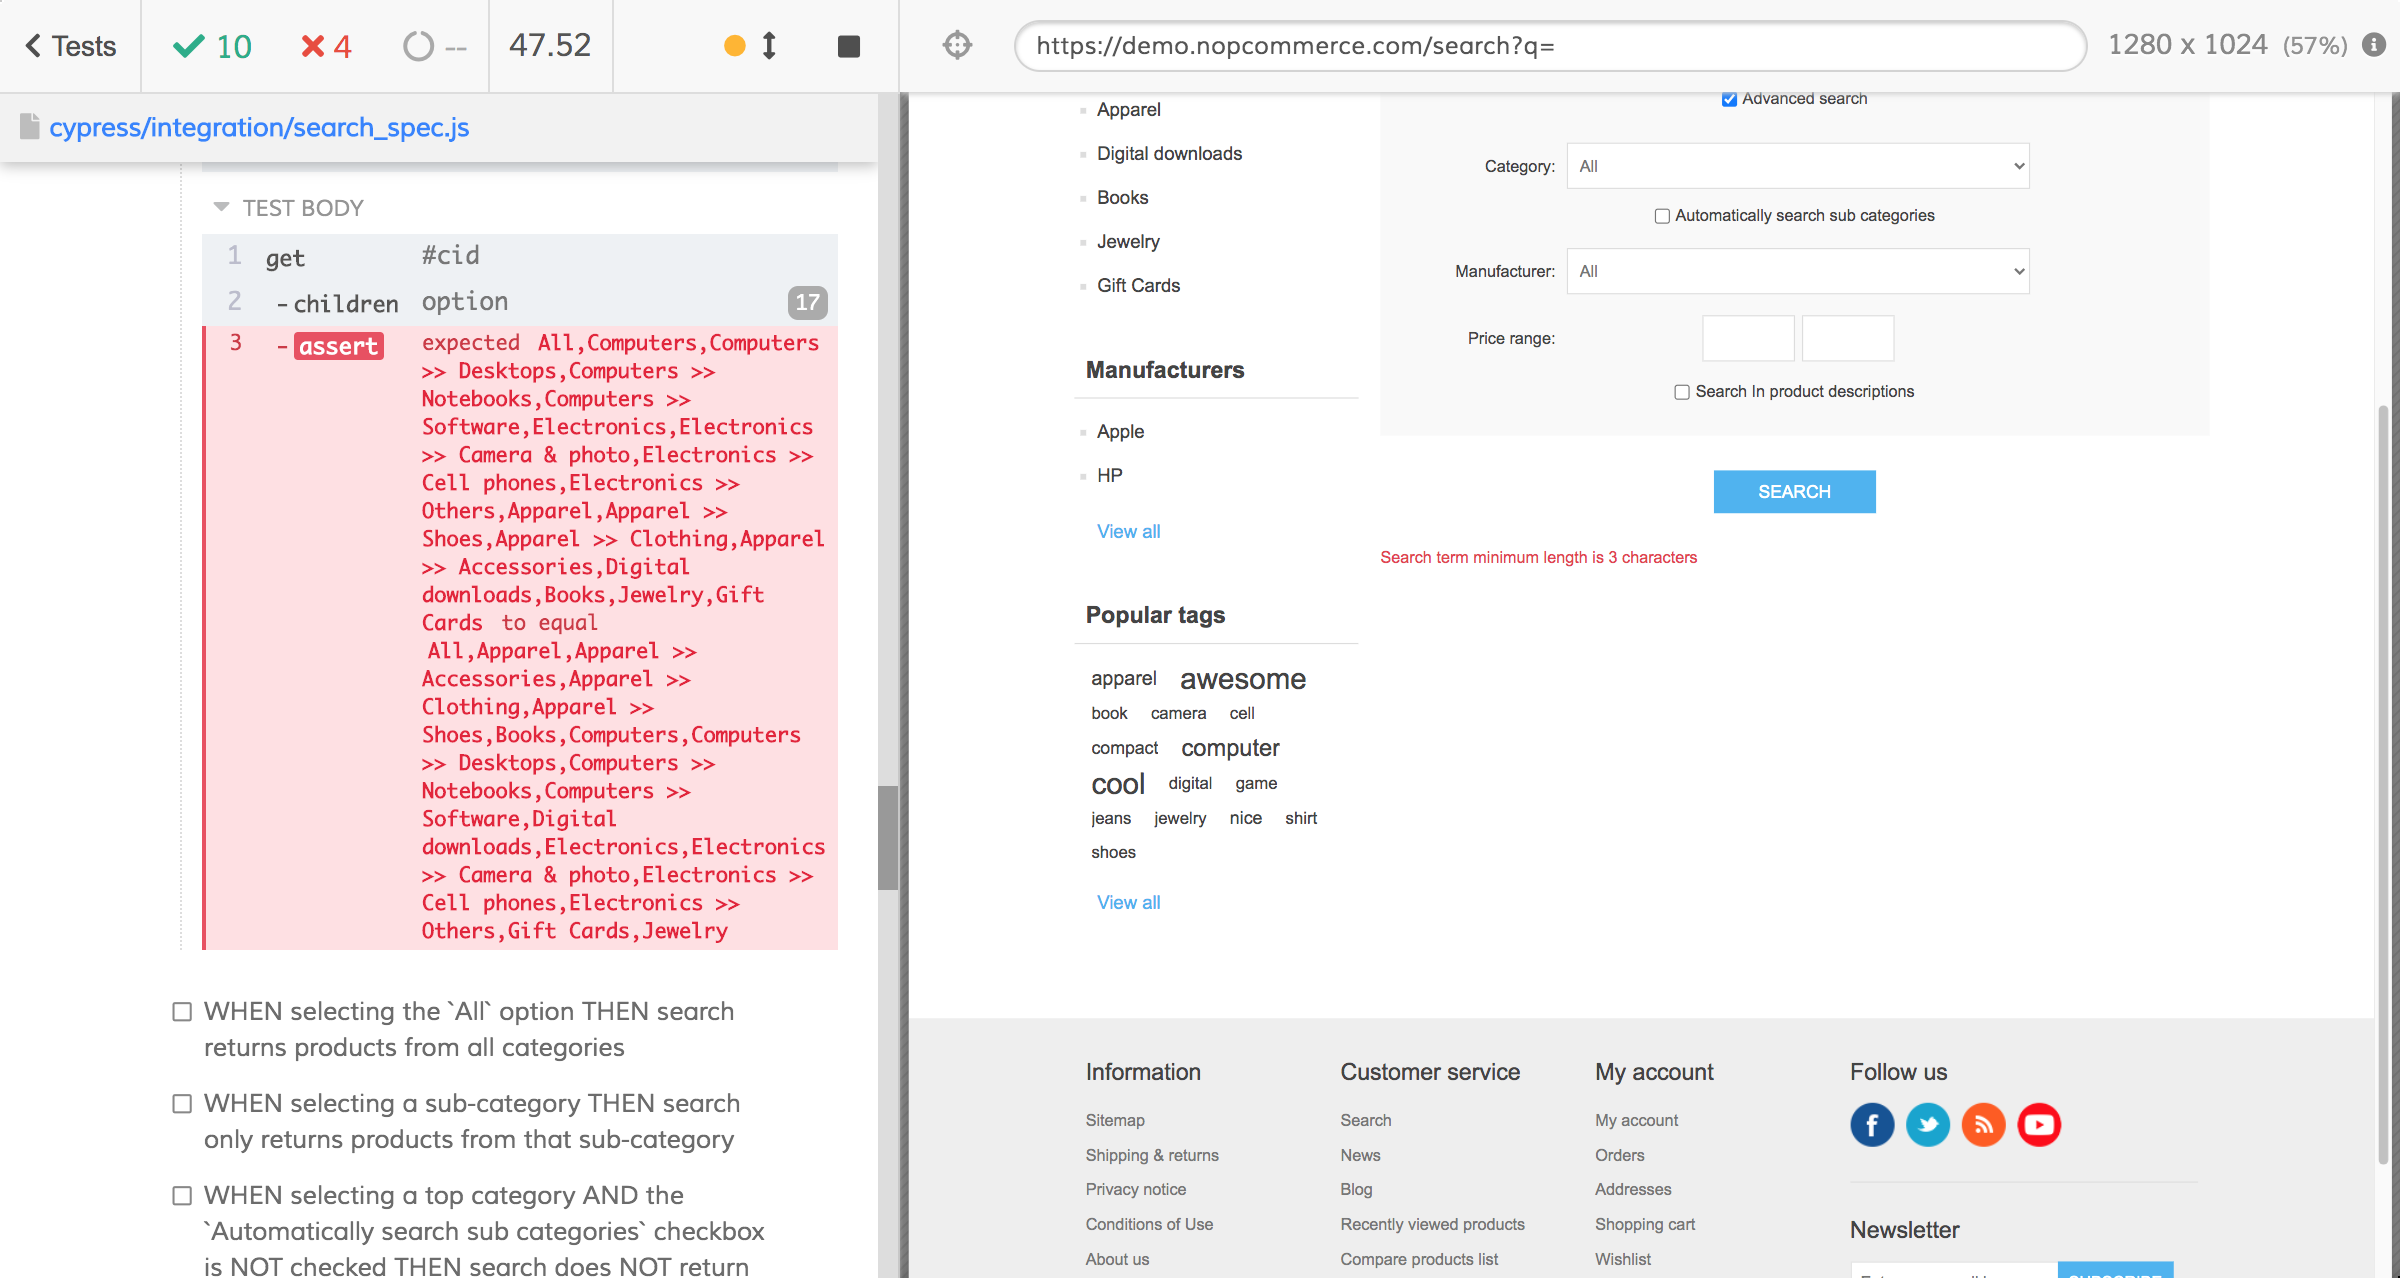 Tests
10
4
--
47.52
https://demo.nopcommerce.com/search?q=
1280 x 1024 (57%)
cypress/integration/search_spec.js
TEST BODY
1 get #cid
2 -children option 17
3 -assert expected All,Computers,Computers
>> Desktops,Computers >>
Notebooks,Computers >>
Software,Electronics,Electronics
>> Camera & photo,Electronics >>
Cell phones,Electronics >>
Others,Apparel,Apparel >>
Shoes,Apparel >> Clothing,Apparel
>> Accessories,Digital
downloads,Books,Jewelry,Gift
Cards to equal
All,Apparel,Apparel >>
Accessories,Apparel >>
Clothing,Apparel >>
Shoes,Books,Computers,Computers
>> Desktops,Computers >>
Notebooks,Computers >>
Software,Digital
downloads,Electronics,Electronics
>> Camera & photo,Electronics >>
Cell phones,Electronics >>
Others,Gift Cards,Jewelry
WHEN selecting the `All` option THEN search
returns products from all categories
WHEN selecting a sub-category THEN search
only returns products from that sub-category
WHEN selecting a top category AND the
`Automatically search sub categories` checkbox
is NOT checked THEN search does NOT return
Apparel
Digital downloads
Books
Jewelry
Gift Cards
Manufacturers
Apple
HP
View all
Popular tags
apparel awesome
book camera cell
compact computer
cool digital game
jeans jewelry nice shirt
shoes
View all
Advanced search
Category: All
Automatically search sub categories
Manufacturer: All
Price range:
Search In product descriptions
SEARCH
Search term minimum length is 3 characters
Information
Sitemap
Shipping & returns
Privacy notice
Conditions of Use
About us
Customer service
Search
News
Blog
Recently viewed products
Compare products list
My account
My account
Orders
Addresses
Shopping cart
Wishlist
Follow us
Newsletter